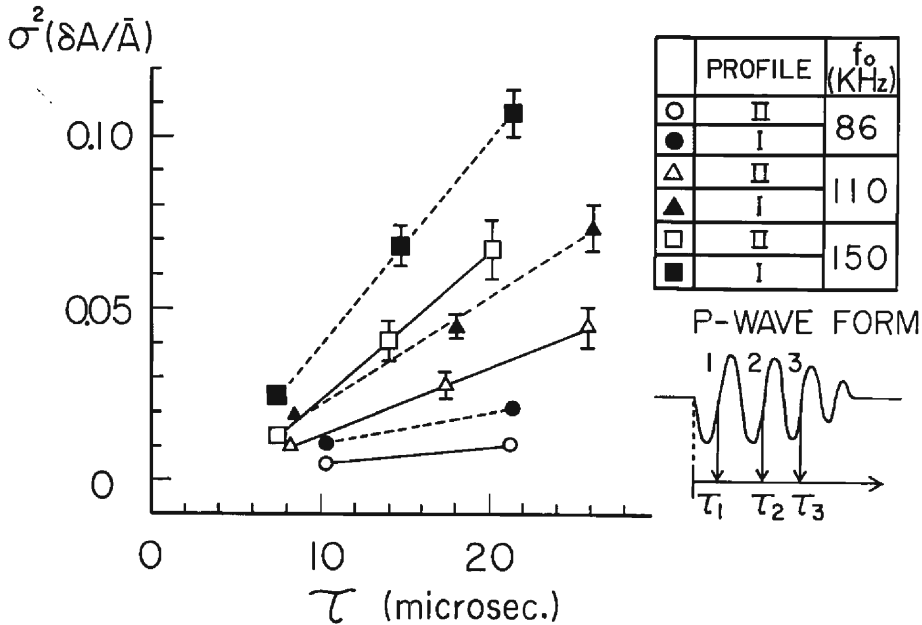 σ²(δA/Ā)
0.10
0.05
0
0 10 20
τ (microsec.)
PROFILE f₀ (KHz)
II 86
I
II 110
I
II 150
I
P-WAVE FORM
1 2 3
τ₁ τ₂ τ₃